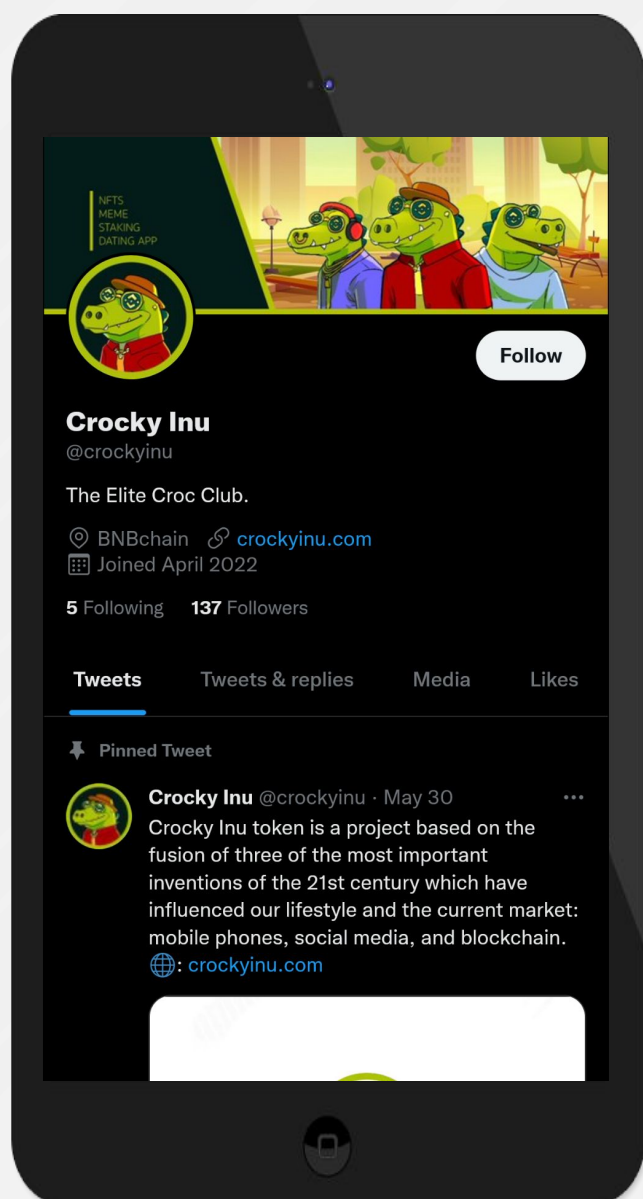 NFTS
MEME
STAKING
DATING APP
Follow
Crocky Inu
@crockyinu
The Elite Croc Club.
BNBchain crockyinu.com
Joined April 2022
5 Following 137 Followers
Tweets Tweets & replies Media Likes
Pinned Tweet
Crocky Inu @crockyinu · May 30
Crocky Inu token is a project based on the
fusion of three of the most important
inventions of the 21st century which have
influenced our lifestyle and the current market:
mobile phones, social media, and blockchain.
🌐: crockyinu.com